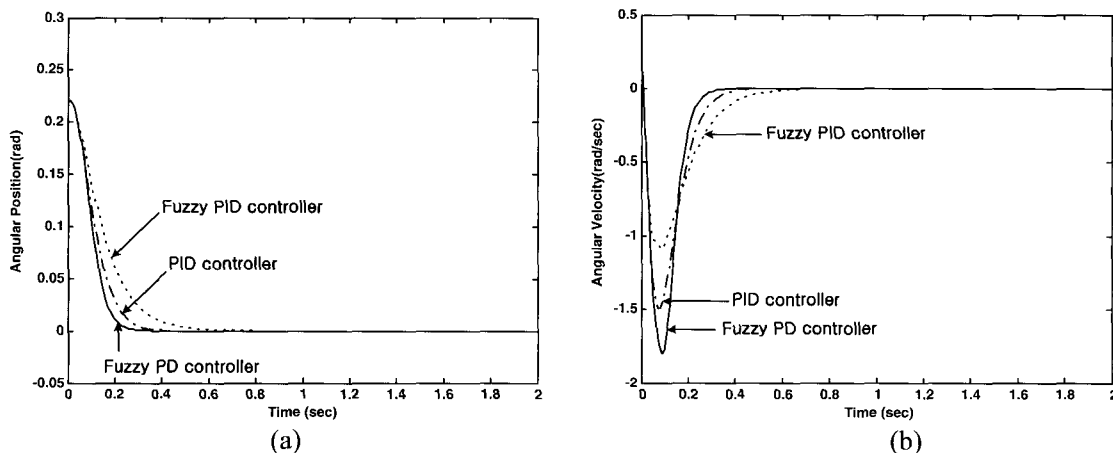 0.3
0.25
0.2
0.15
0.1
0.05
0
-0.05
Angular Position(rad)
Fuzzy PID controller
PID controller
Fuzzy PD controller
0 0.2 0.4 0.6 0.8 1 1.2 1.4 1.6 1.8 2
Time (sec)
(a)
0.5
0
-0.5
-1
-1.5
-2
Angular Velocity(rad/sec)
Fuzzy PID controller
PID controller
Fuzzy PD controller
0 0.2 0.4 0.6 0.8 1 1.2 1.4 1.6 1.8 2
Time (sec)
(b)